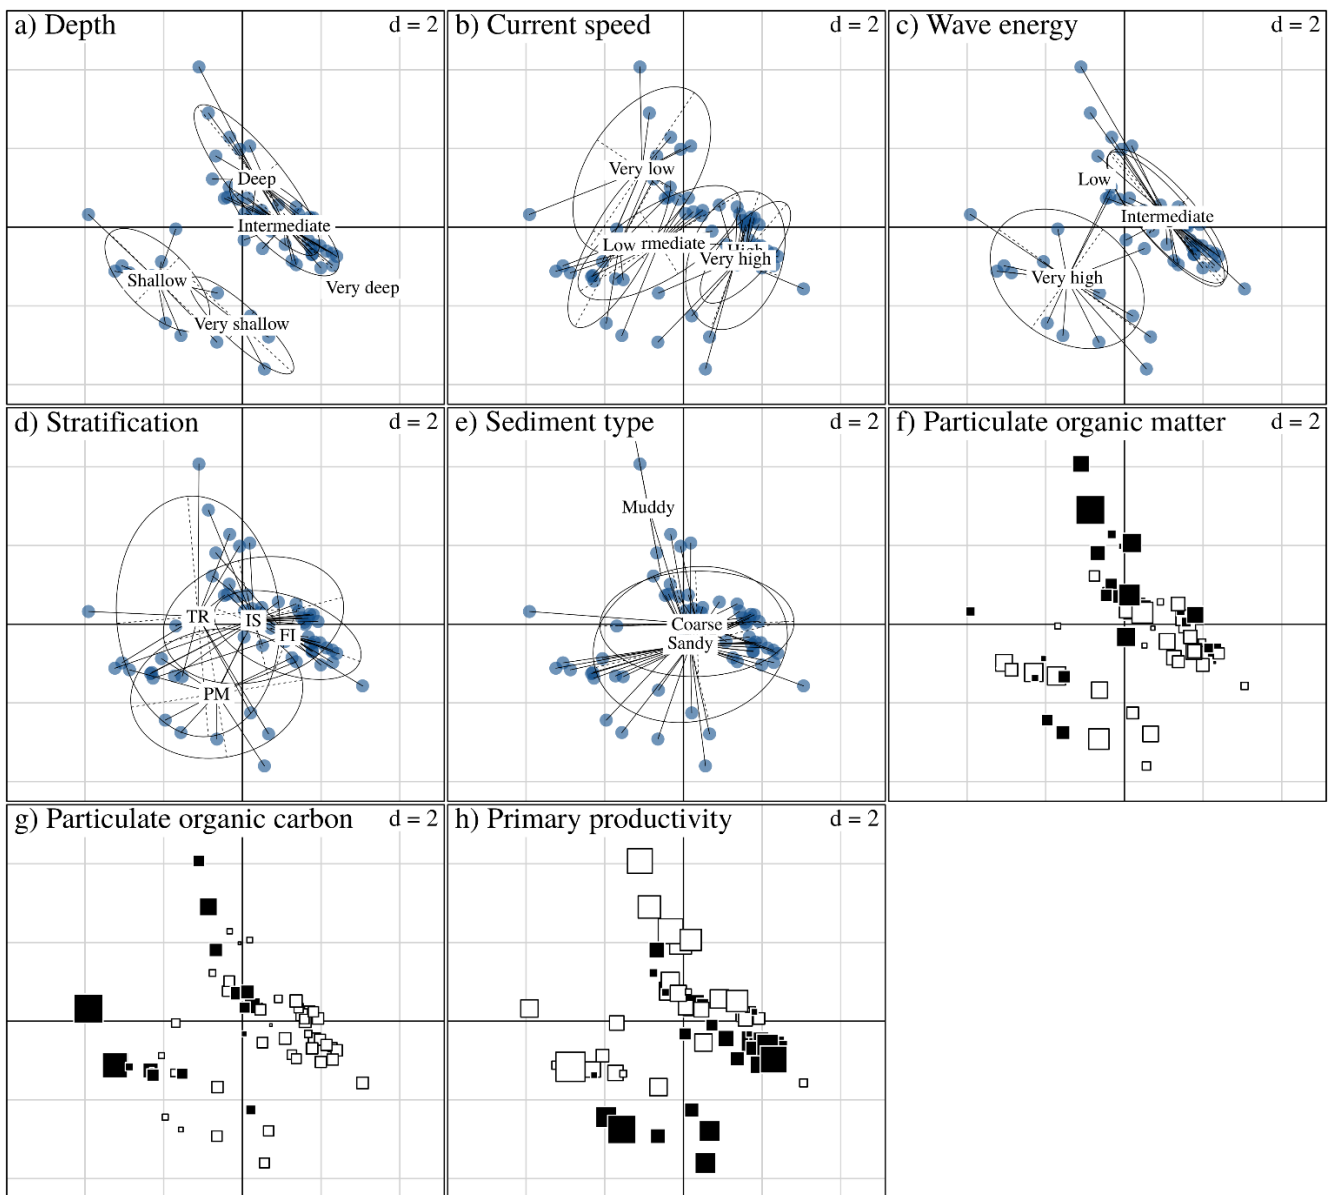 a) Depth
d = 2
Deep
Intermediate
Shallow
Very deep
Very shallow
b) Current speed
d = 2
Very low
Low
rmediate
High
Very high
c) Wave energy
d = 2
Low
Intermediate
Very high
d) Stratification
d = 2
TR
IS
FI
PM
e) Sediment type
d = 2
Muddy
Coarse
Sandy
f) Particulate organic matter
d = 2
g) Particulate organic carbon
d = 2
h) Primary productivity
d = 2